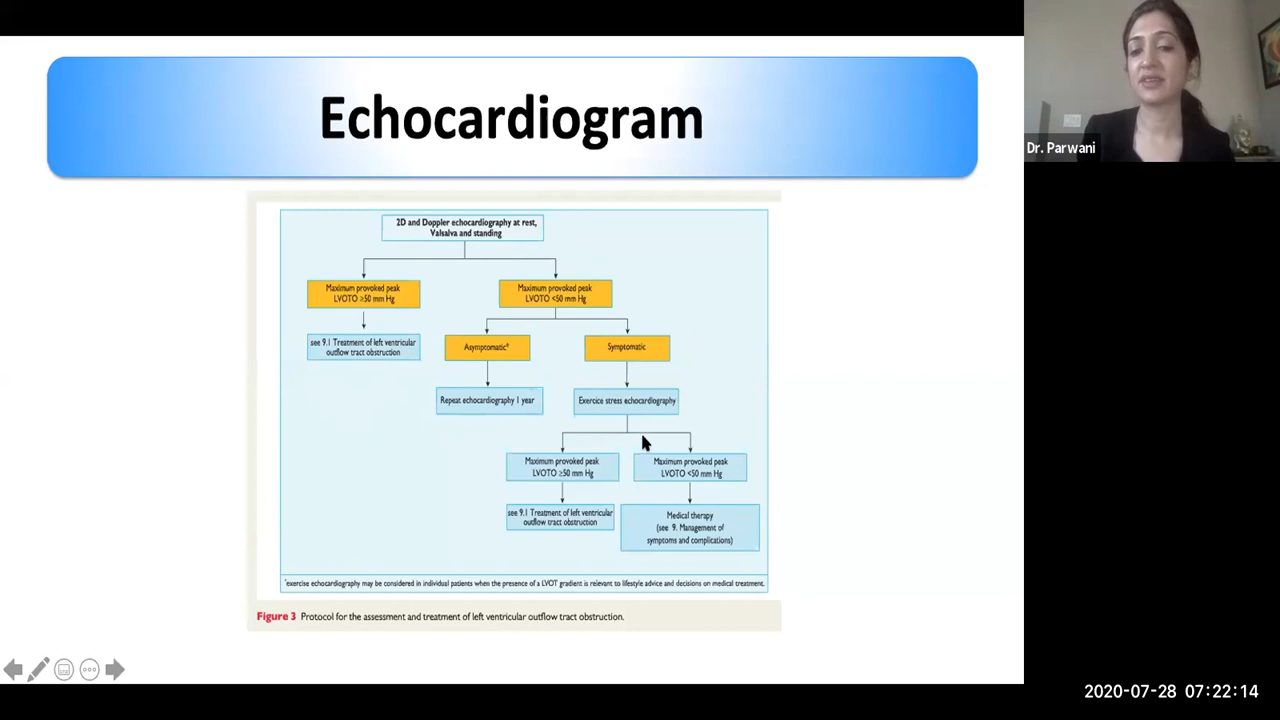 Echocardiogram
Dr. Parwani
2D and Doppler echocardiography at rest,
Valsalva and standing
Maximum provoked peak
LVOTO ≥50 mm Hg
Maximum provoked peak
LVOTO <50 mm Hg
see 9.1 Treatment of left ventricular
outflow tract obstruction
Asymptomatic*
Symptomatic
Repeat echocardiography 1 year
Exercice stress echocardiography
Maximum provoked peak
LVOTO ≥50 mm Hg
Maximum provoked peak
LVOTO <50 mm Hg
see 9.1 Treatment of left ventricular
outflow tract obstruction
Medical therapy
(see 9. Management of
symptoms and complications)
*exercise echocardiography may be considered in individual patients when the presence of a LVOT gradient is relevant to lifestyle advice and decisions on medical treatment.
Figure 3 Protocol for the assessment and treatment of left ventricular outflow tract obstruction.
2020-07-28 07:22:14